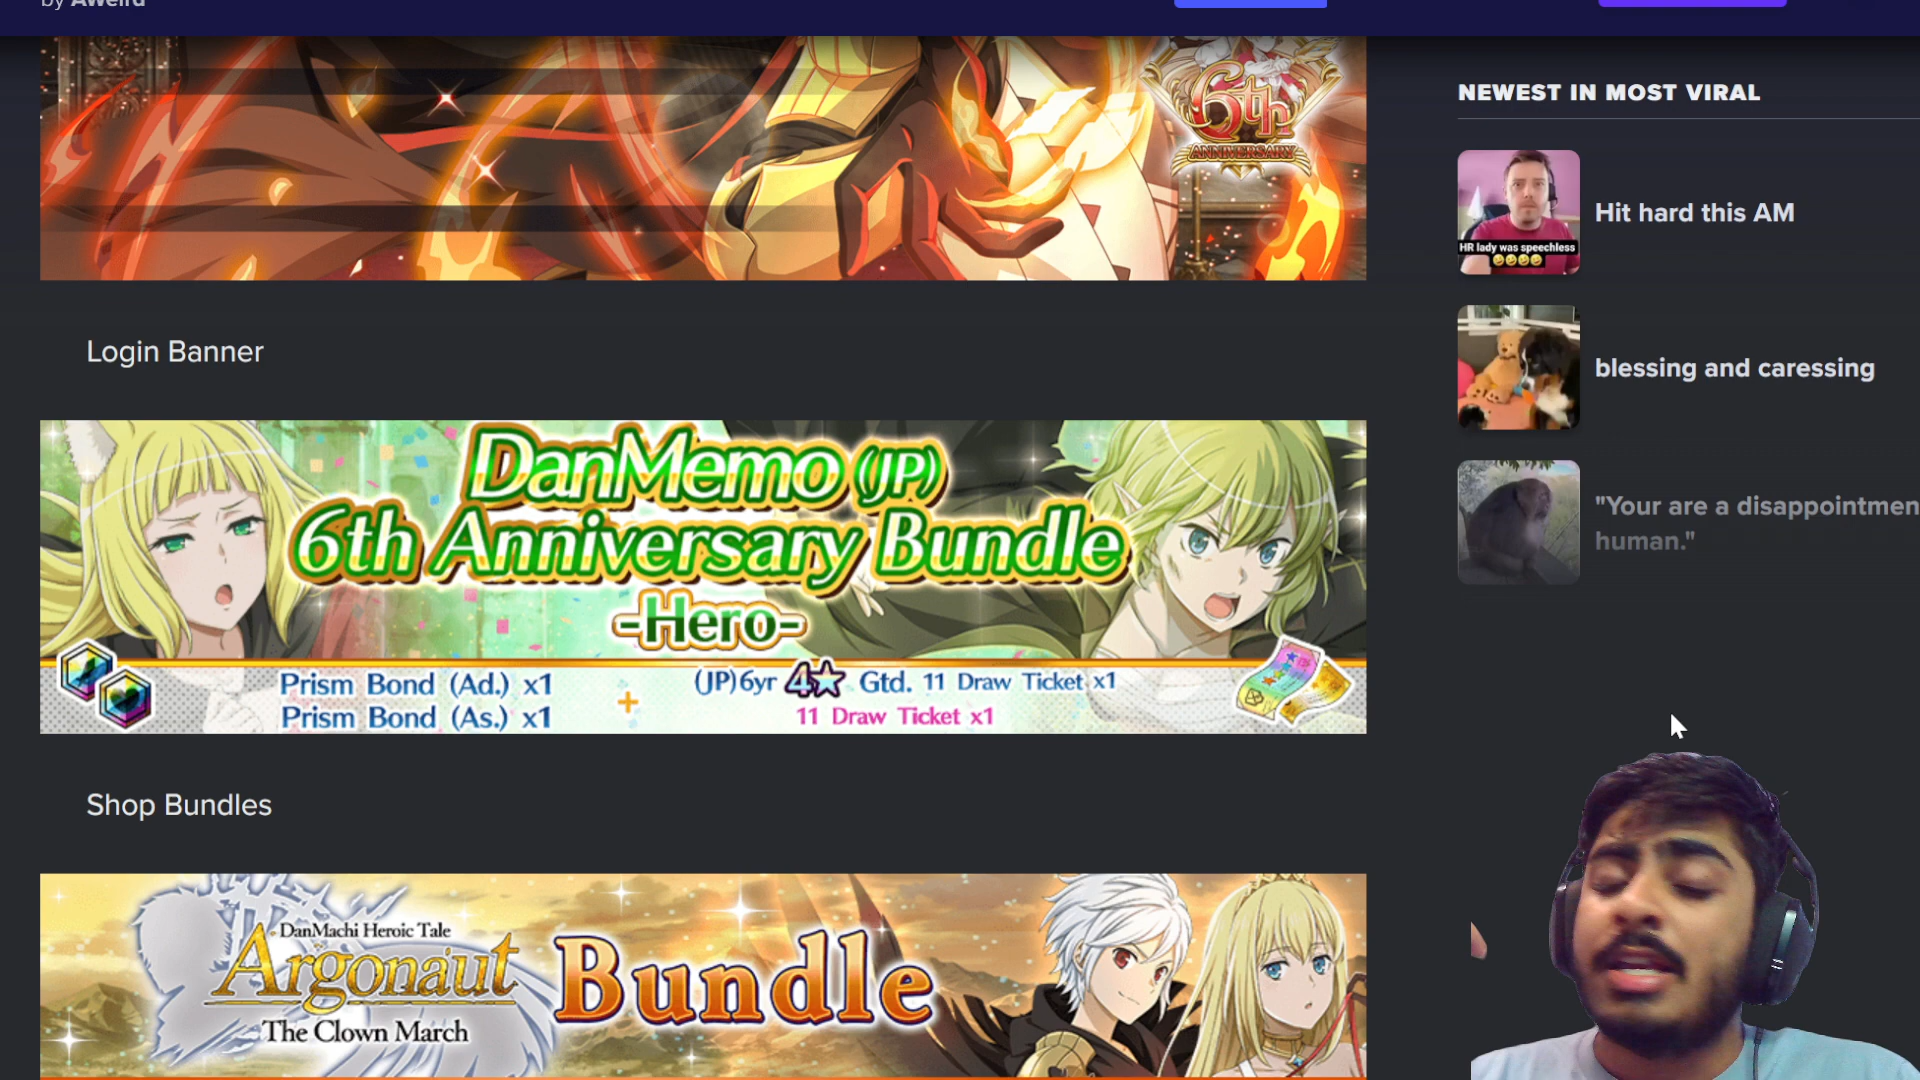 by AWeird
6th
ANNIVERSARY
NEWEST IN MOST VIRAL
HR lady was speechless
Hit hard this AM
Login Banner
blessing and caressing
DanMemo (JP)
6th Anniversary Bundle
-Hero-
Prism Bond (Ad.) x1
Prism Bond (As.) x1
+
(JP)6yr 4★ Gtd. 11 Draw Ticket x1
11 Draw Ticket x1
"Your are a disappointmen
human."
Shop Bundles
DanMachi Heroic Tale
Argonaut
The Clown March
Bundle